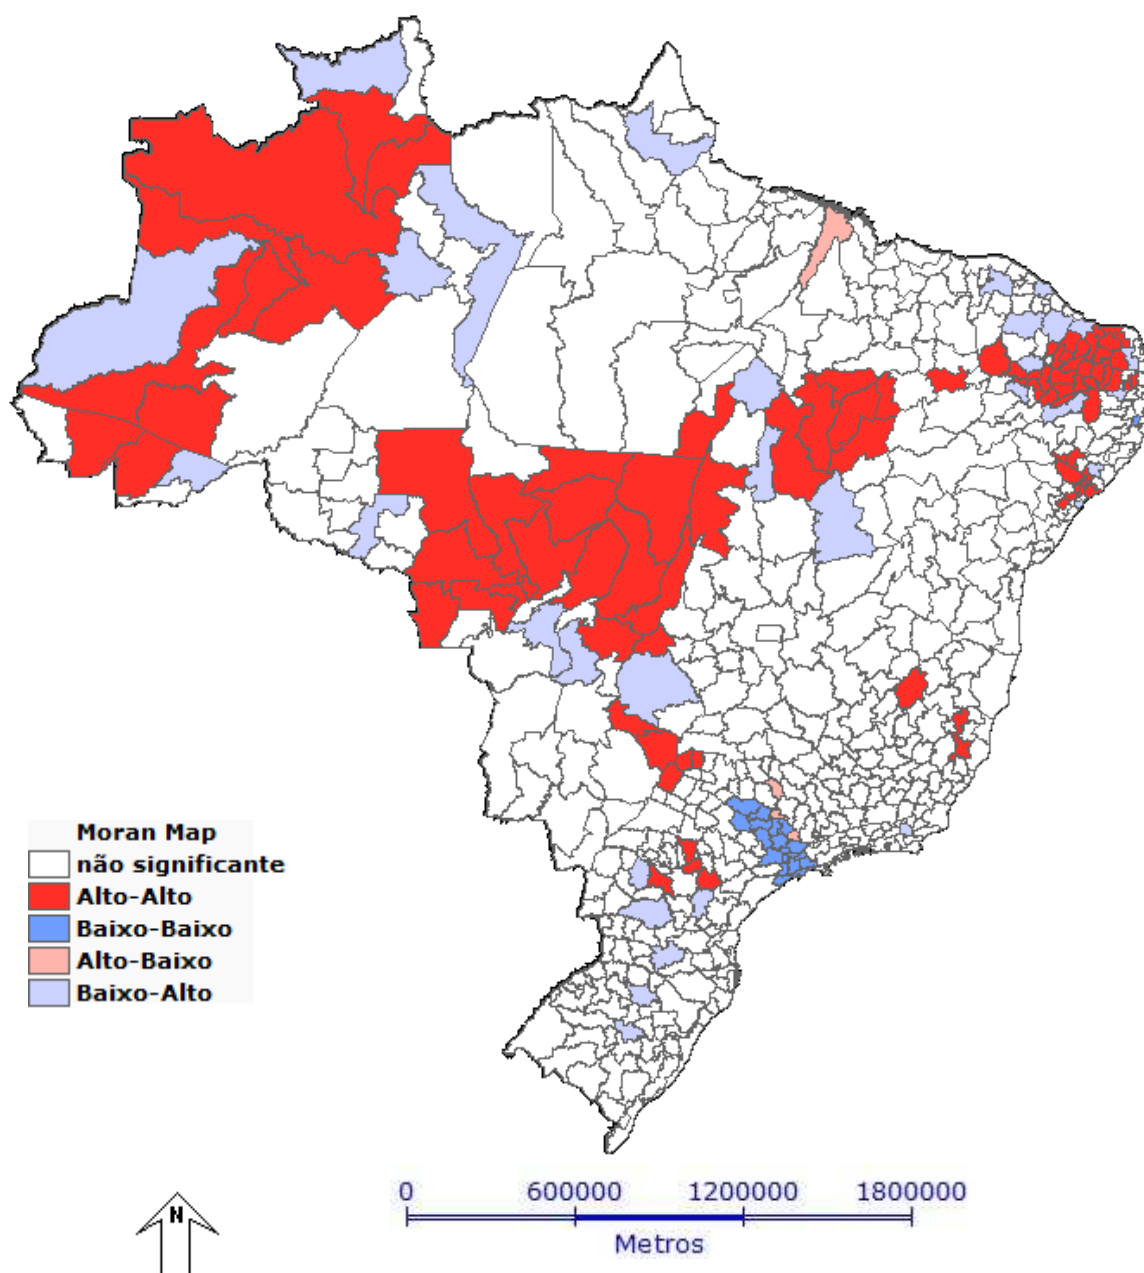 Moran Map
não significante
Alto-Alto
Baixo-Baixo
Alto-Baixo
Baixo-Alto
0 600000 1200000 1800000
Metros
N